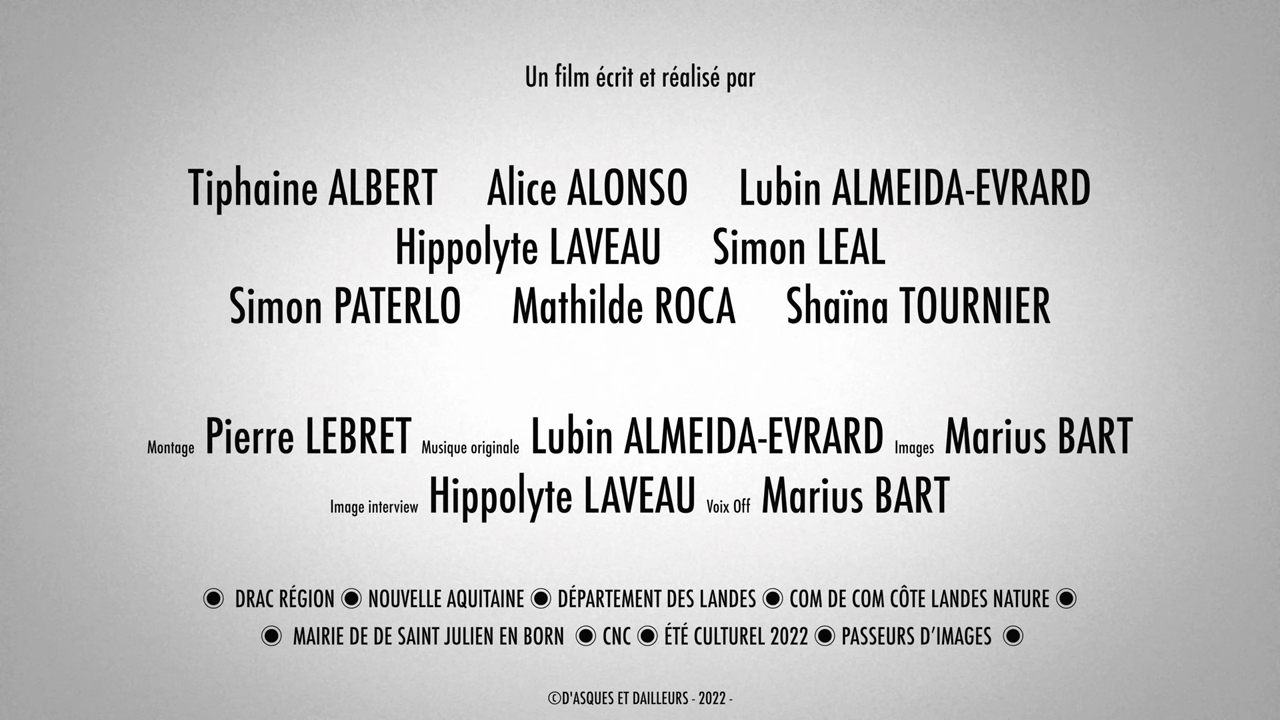 Un film écrit et réalisé par
Tiphaine ALBERT Alice ALONSO Lubin ALMEIDA-EVRARD
Hippolyte LAVEAU Simon LEAL
Simon PATERLO Mathilde ROCA Shaïna TOURNIER
Montage Pierre LEBRET Musique originale Lubin ALMEIDA-EVRARD Images Marius BART
Image interview Hippolyte LAVEAU Voix Off Marius BART
◉ DRAC RÉGION ◉ NOUVELLE AQUITAINE ◉ DÉPARTEMENT DES LANDES ◉ COM DE COM CÔTE LANDES NATURE ◉
◉ MAIRIE DE DE SAINT JULIEN EN BORN ◉ CNC ◉ ÉTÉ CULTUREL 2022 ◉ PASSEURS D'IMAGES ◉
©D'ASQUES ET DAILLEURS - 2022 -